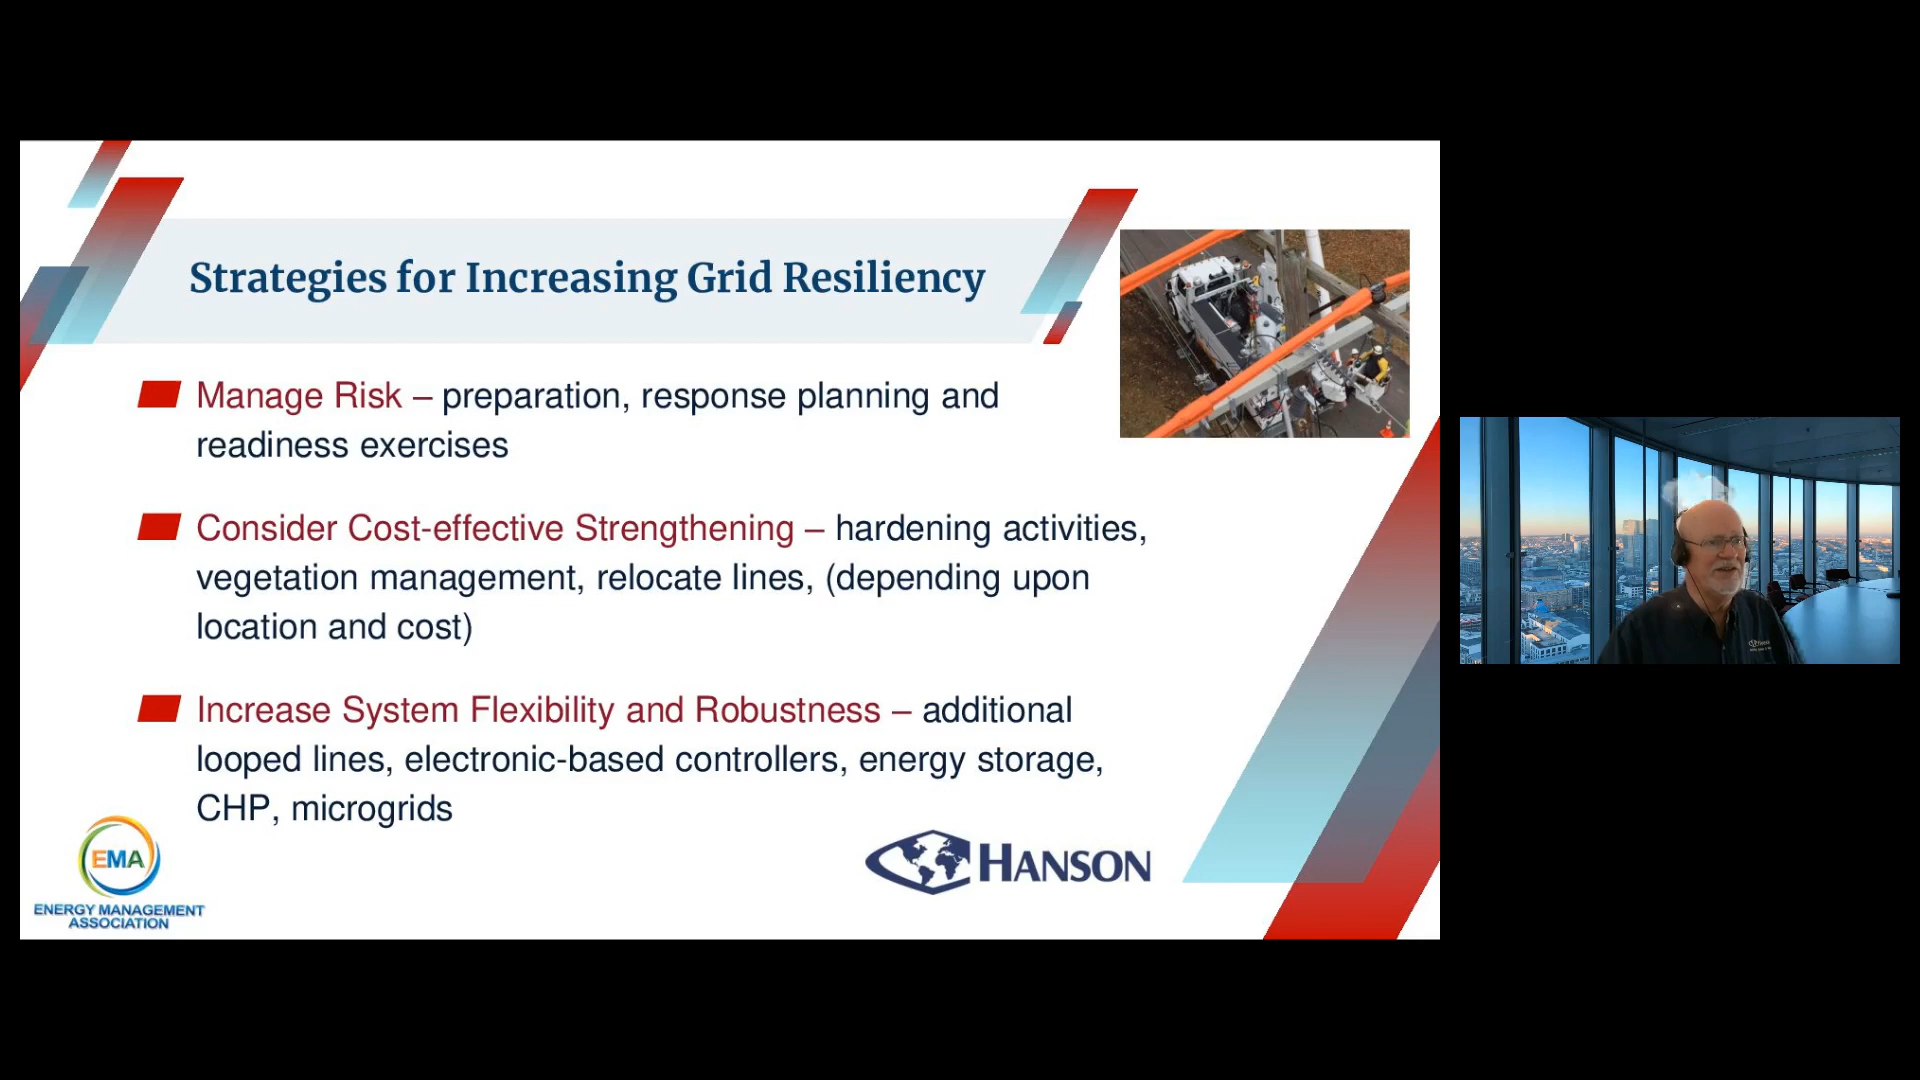 Strategies for Increasing Grid Resiliency
Manage Risk – preparation, response planning and
readiness exercises
Consider Cost-effective Strengthening – hardening activities,
vegetation management, relocate lines, (depending upon
location and cost)
Increase System Flexibility and Robustness – additional
looped lines, electronic-based controllers, energy storage,
CHP, microgrids
EMA
ENERGY MANAGEMENT
ASSOCIATION
HANSON